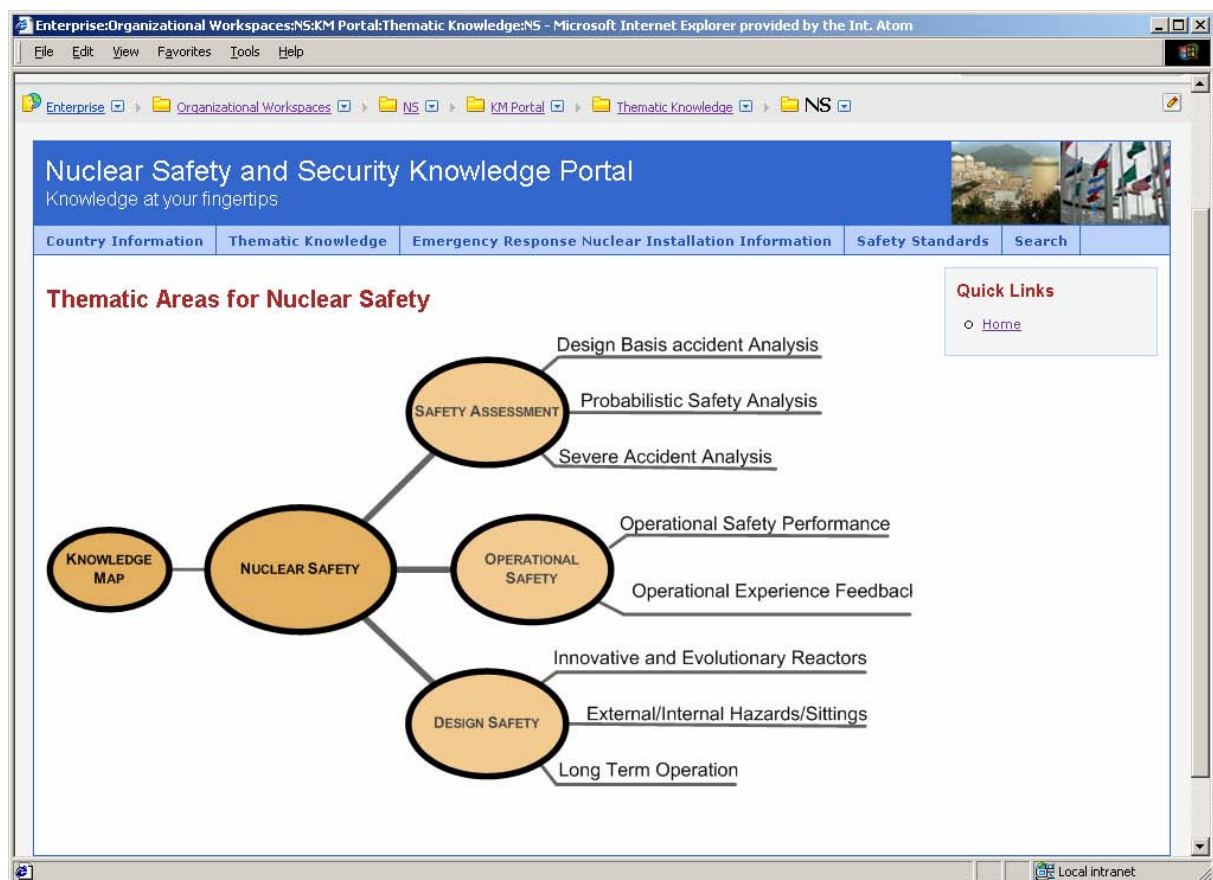 Enterprise:Organizational Workspaces:NS:KM Portal:Thematic Knowledge:NS - Microsoft Internet Explorer provided by the Int. Atom
File Edit View Favorites Tools Help
Enterprise Organizational Workspaces NS KM Portal Thematic Knowledge NS
Nuclear Safety and Security Knowledge Portal
Knowledge at your fingertips
Country Information Thematic Knowledge Emergency Response Nuclear Installation Information Safety Standards Search
Thematic Areas for Nuclear Safety
Quick Links
Home
Design Basis accident Analysis
SAFETY ASSESSMENT
Probabilistic Safety Analysis
Severe Accident Analysis
KNOWLEDGE
MAP
NUCLEAR SAFETY
OPERATIONAL
SAFETY
Operational Safety Performance
Operational Experience Feedbac
Innovative and Evolutionary Reactors
DESIGN SAFETY
External/Internal Hazards/Sittings
Long Term Operation
Local intranet